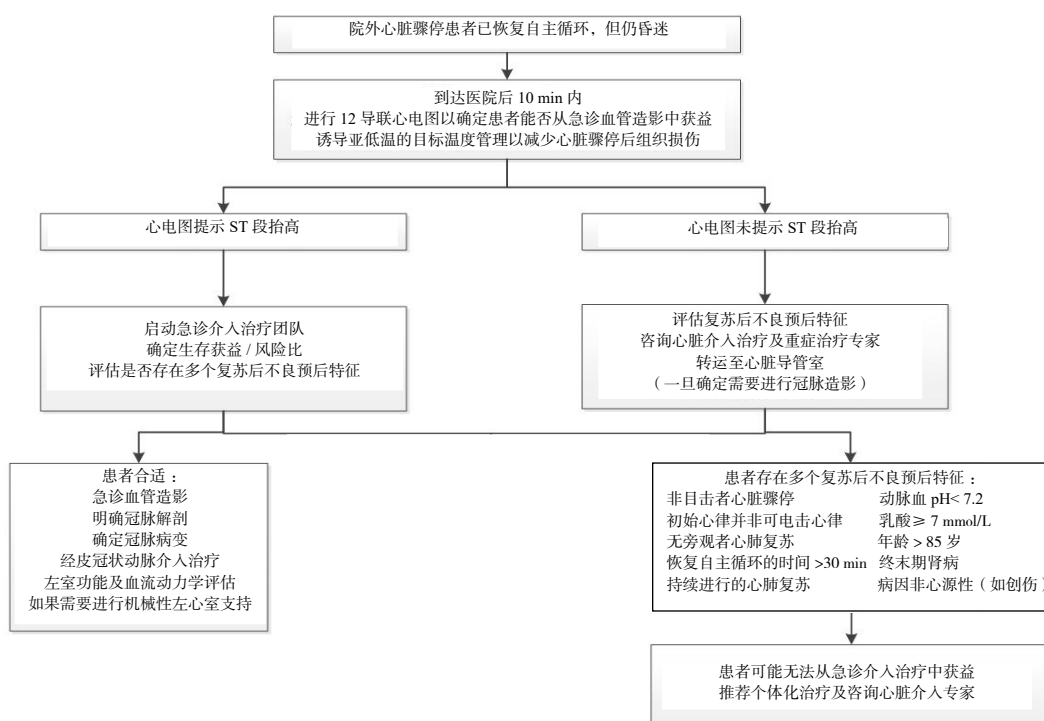 院外心脏骤停患者已恢复自主循环，但仍昏迷
到达医院后 10 min 内
进行 12 导联心电图以确定患者能否从急诊血管造影中获益
诱导亚低温的目标温度管理以减少心脏骤停后组织损伤
心电图提示 ST 段抬高
心电图未提示 ST 段抬高
启动急诊介入治疗团队
确定生存获益 / 风险比
评估是否存在多个复苏后不良预后特征
评估复苏后不良预后特征
咨询心脏介入治疗及重症治疗专家
转运至心脏导管室
（一旦确定需要进行冠脉造影）
患者合适：
急诊血管造影
明确冠脉解剖
确定冠脉病变
经皮冠状动脉介入治疗
左室功能及血流动力学评估
如果需要进行机械性左心室支持
患者存在多个复苏后不良预后特征：
非目击者心脏骤停 动脉血 pH< 7.2
初始心律并非可电击心律 乳酸≥ 7 mmol/L
无旁观者心肺复苏 年龄 > 85 岁
恢复自主循环的时间 >30 min 终末期肾病
持续进行的心肺复苏 病因非心源性（如创伤）
患者可能无法从急诊介入治疗中获益
推荐个体化治疗及咨询心脏介入专家